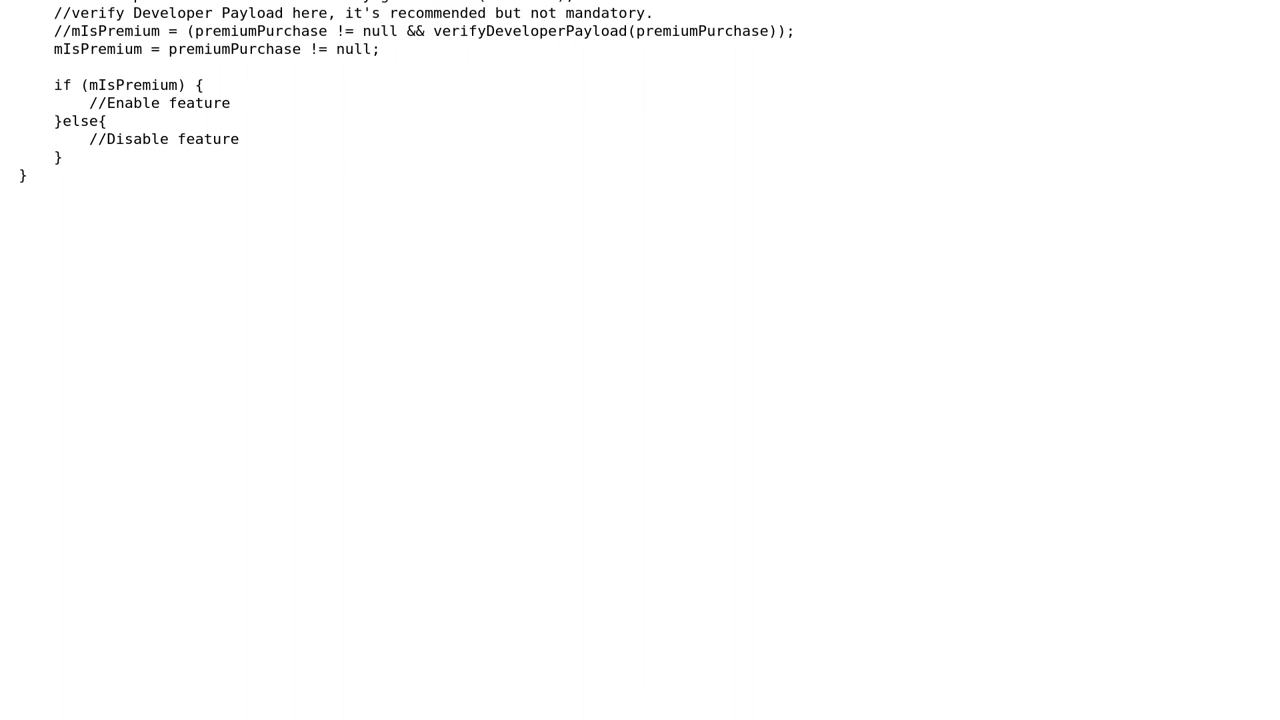 //verify Developer Payload here, it's recommended but not mandatory.
//mIsPremium = (premiumPurchase != null && verifyDeveloperPayload(premiumPurchase));
mIsPremium = premiumPurchase != null;
if (mIsPremium) {
//Enable feature
}else{
//Disable feature
}
}